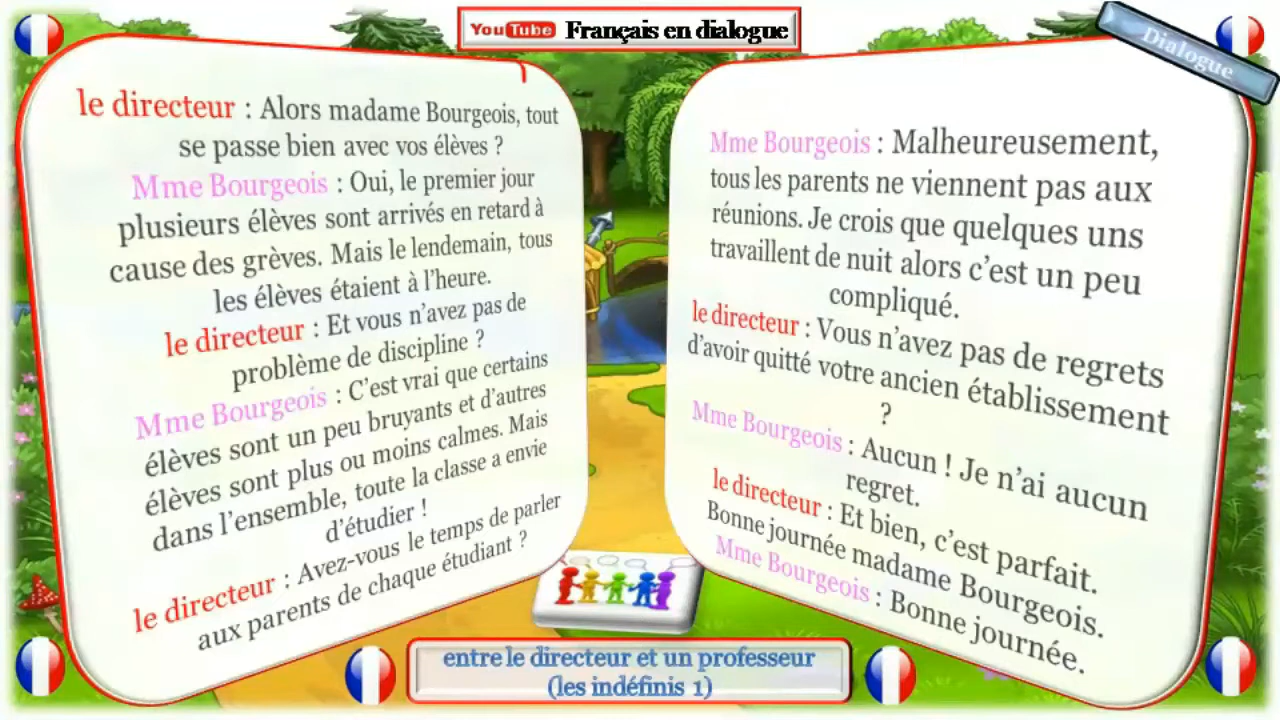 YouTube Français en dialogue
Dialogue
le directeur : Alors madame Bourgeois, tout
se passe bien avec vos élèves ?
Mme Bourgeois : Oui, le premier jour
plusieurs élèves sont arrivés en retard à
cause des grèves. Mais le lendemain, tous
les élèves étaient à l'heure.
le directeur : Et vous n'avez pas de
problème de discipline ?
Mme Bourgeois : C'est vrai que certains
élèves sont un peu bruyants et d'autres
élèves sont plus ou moins calmes. Mais
dans l'ensemble, toute la classe a envie
d'étudier !
le directeur : Avez-vous le temps de parler
aux parents de chaque étudiant ?
Mme Bourgeois : Malheureusement,
tous les parents ne viennent pas aux
réunions. Je crois que quelques uns
travaillent de nuit alors c'est un peu
compliqué.
le directeur : Vous n'avez pas de regrets
d'avoir quitté votre ancien établissement
?
Mme Bourgeois : Aucun ! Je n'ai aucun
regret.
le directeur : Et bien, c'est parfait.
Bonne journée madame Bourgeois.
Mme Bourgeois : Bonne journée.
entre le directeur et un professeur
(les indéfinis 1)